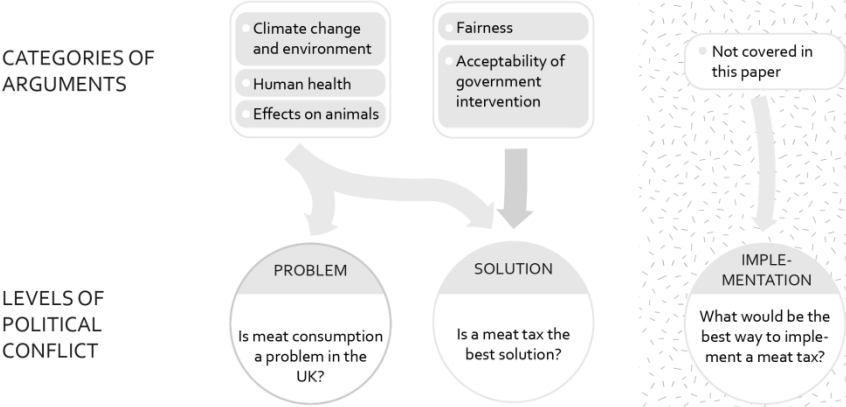 CATEGORIES OF
ARGUMENTS
Climate change
and environment
Human health
Effects on animals
Fairness
Acceptability of
government
intervention
Not covered in
this paper
LEVELS OF
POLITICAL
CONFLICT
PROBLEM
Is meat consumption
a problem in the
UK?
SOLUTION
Is a meat tax the
best solution?
IMPLE-
MENTATION
What would be the
best way to imple-
ment a meat tax?